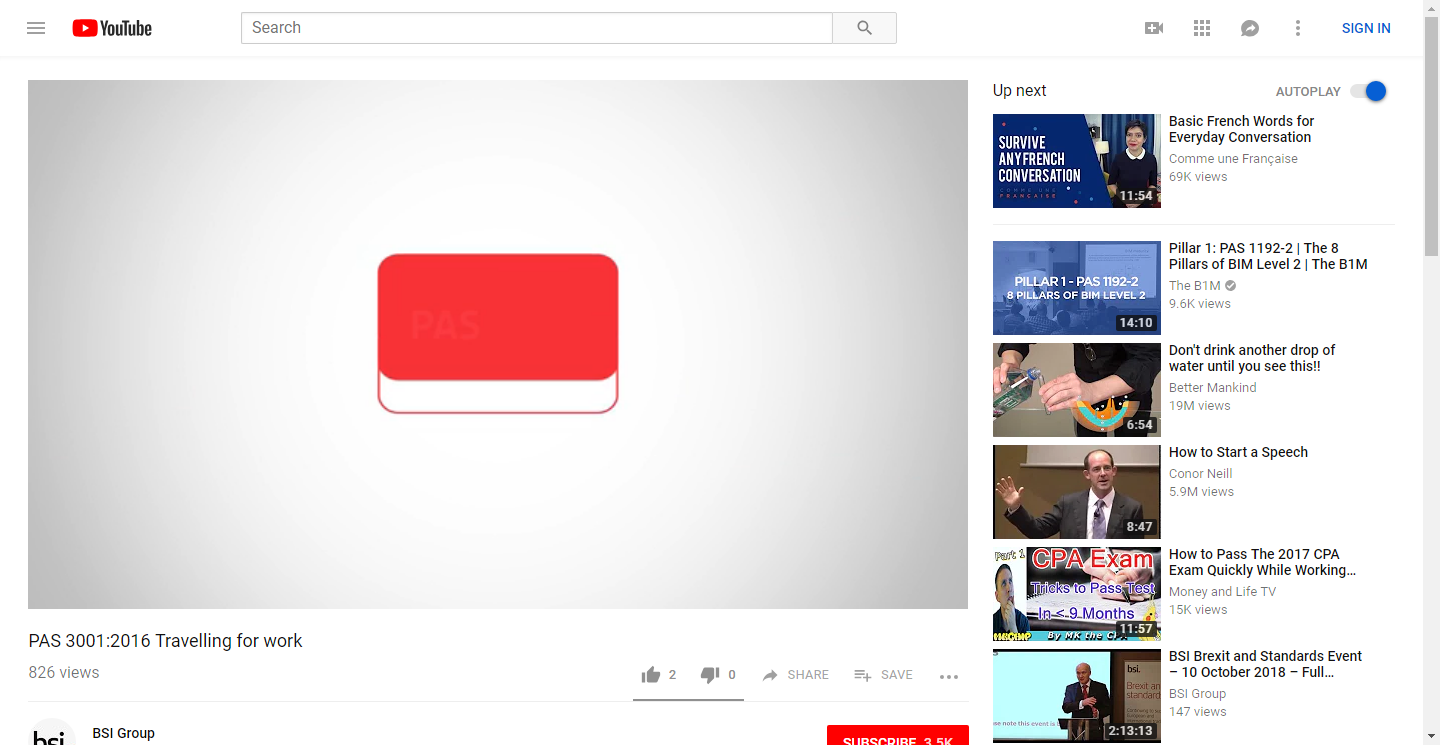 YouTube
Search
SIGN IN
PAS
PAS 3001:2016 Travelling for work
826 views
2
0
SHARE
SAVE
bsi.
BSI Group
SUBSCRIBE 3.5K
Up next
AUTOPLAY
SURVIVE
ANY FRENCH
CONVERSATION
COMME UNE
FRANÇAISE
11:54
Basic French Words for
Everyday Conversation
Comme une Française
69K views
PILLAR 1 - PAS 1192-2
8 PILLARS OF BIM LEVEL 2
14:10
Pillar 1: PAS 1192-2 | The 8
Pillars of BIM Level 2 | The B1M
The B1M
9.6K views
6:54
Don't drink another drop of
water until you see this!!
Better Mankind
19M views
8:47
How to Start a Speech
Conor Neill
5.9M views
Part 1
CPA Exam
Tricks to Pass Test
In < 9 Months
By MK the CPA
11:57
How to Pass The 2017 CPA
Exam Quickly While Working...
Money and Life TV
15K views
bsi.
Brexit an
standard
se note this event is
2:13:13
BSI Brexit and Standards Event
– 10 October 2018 – Full...
BSI Group
147 views